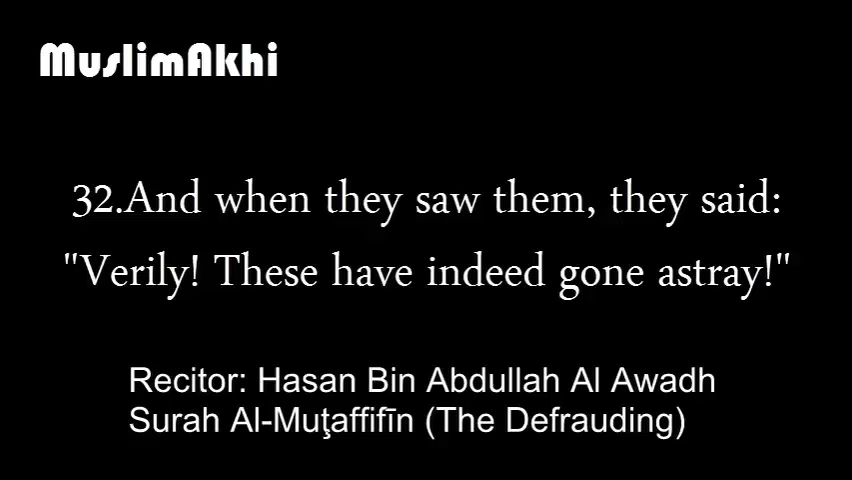 MuslimAkhi
32.And when they saw them, they said:
"Verily! These have indeed gone astray!"
Recitor: Hasan Bin Abdullah Al Awadh
Surah Al-Muţaffifīn (The Defrauding)